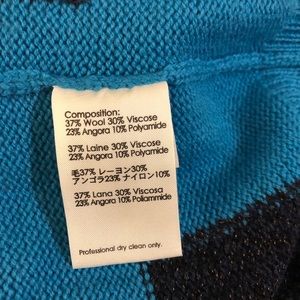 Composition:
37% Wool 30% Viscose
23% Angora 10% Polyamide
37% Laine 30% Viscose
23% Angora 10% Polyamide
毛37% レーヨン30%
アンゴラ23% ナイロン10%
37% Lana 30% Viscosa
23% Angora 10% Poliammide
Professional dry clean only.